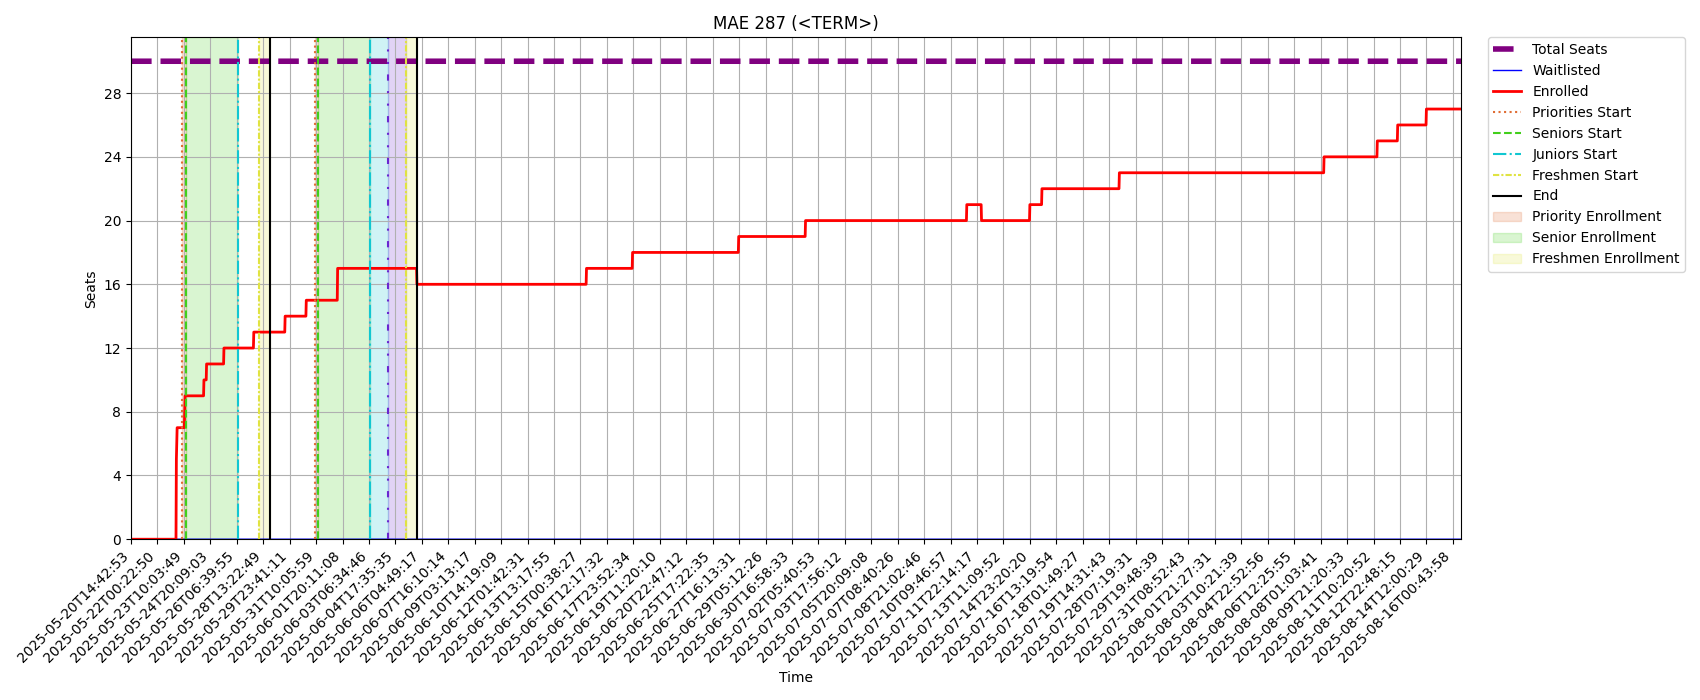 MAE 287 (<TERM>)
Total Seats
Waitlisted
Enrolled
Priorities Start
Seniors Start
Juniors Start
Freshmen Start
End
Priority Enrollment
Senior Enrollment
Freshmen Enrollment
Seats
28
24
20
16
12
8
4
0
2025-05-20T14:42:53
2025-05-22T00:22:50
2025-05-23T10:03:49
2025-05-24T20:09:03
2025-05-26T06:39:55
2025-05-28T13:22:49
2025-05-29T23:41:11
2025-05-31T10:05:59
2025-06-01T20:11:08
2025-06-03T06:34:46
2025-06-04T17:35:35
2025-06-06T04:49:17
2025-06-07T16:10:14
2025-06-09T03:13:17
2025-06-10T14:19:09
2025-06-12T01:42:31
2025-06-13T13:17:55
2025-06-15T00:38:27
2025-06-16T12:17:32
2025-06-17T23:52:34
2025-06-19T11:20:10
2025-06-20T22:47:12
2025-06-25T17:22:35
2025-06-27T16:13:31
2025-06-29T05:12:26
2025-06-30T16:58:33
2025-07-02T05:40:53
2025-07-03T17:56:12
2025-07-05T20:09:08
2025-07-07T08:40:26
2025-07-08T21:02:46
2025-07-10T09:46:57
2025-07-11T22:14:17
2025-07-13T11:09:52
2025-07-14T23:20:20
2025-07-16T13:19:54
2025-07-18T01:49:27
2025-07-19T14:31:43
2025-07-28T07:19:31
2025-07-29T19:48:39
2025-07-31T08:52:43
2025-08-01T21:27:31
2025-08-03T10:21:39
2025-08-04T22:52:56
2025-08-06T12:25:55
2025-08-08T01:03:41
2025-08-09T21:20:33
2025-08-11T10:20:52
2025-08-12T22:48:15
2025-08-14T12:00:29
2025-08-16T00:43:58
Time